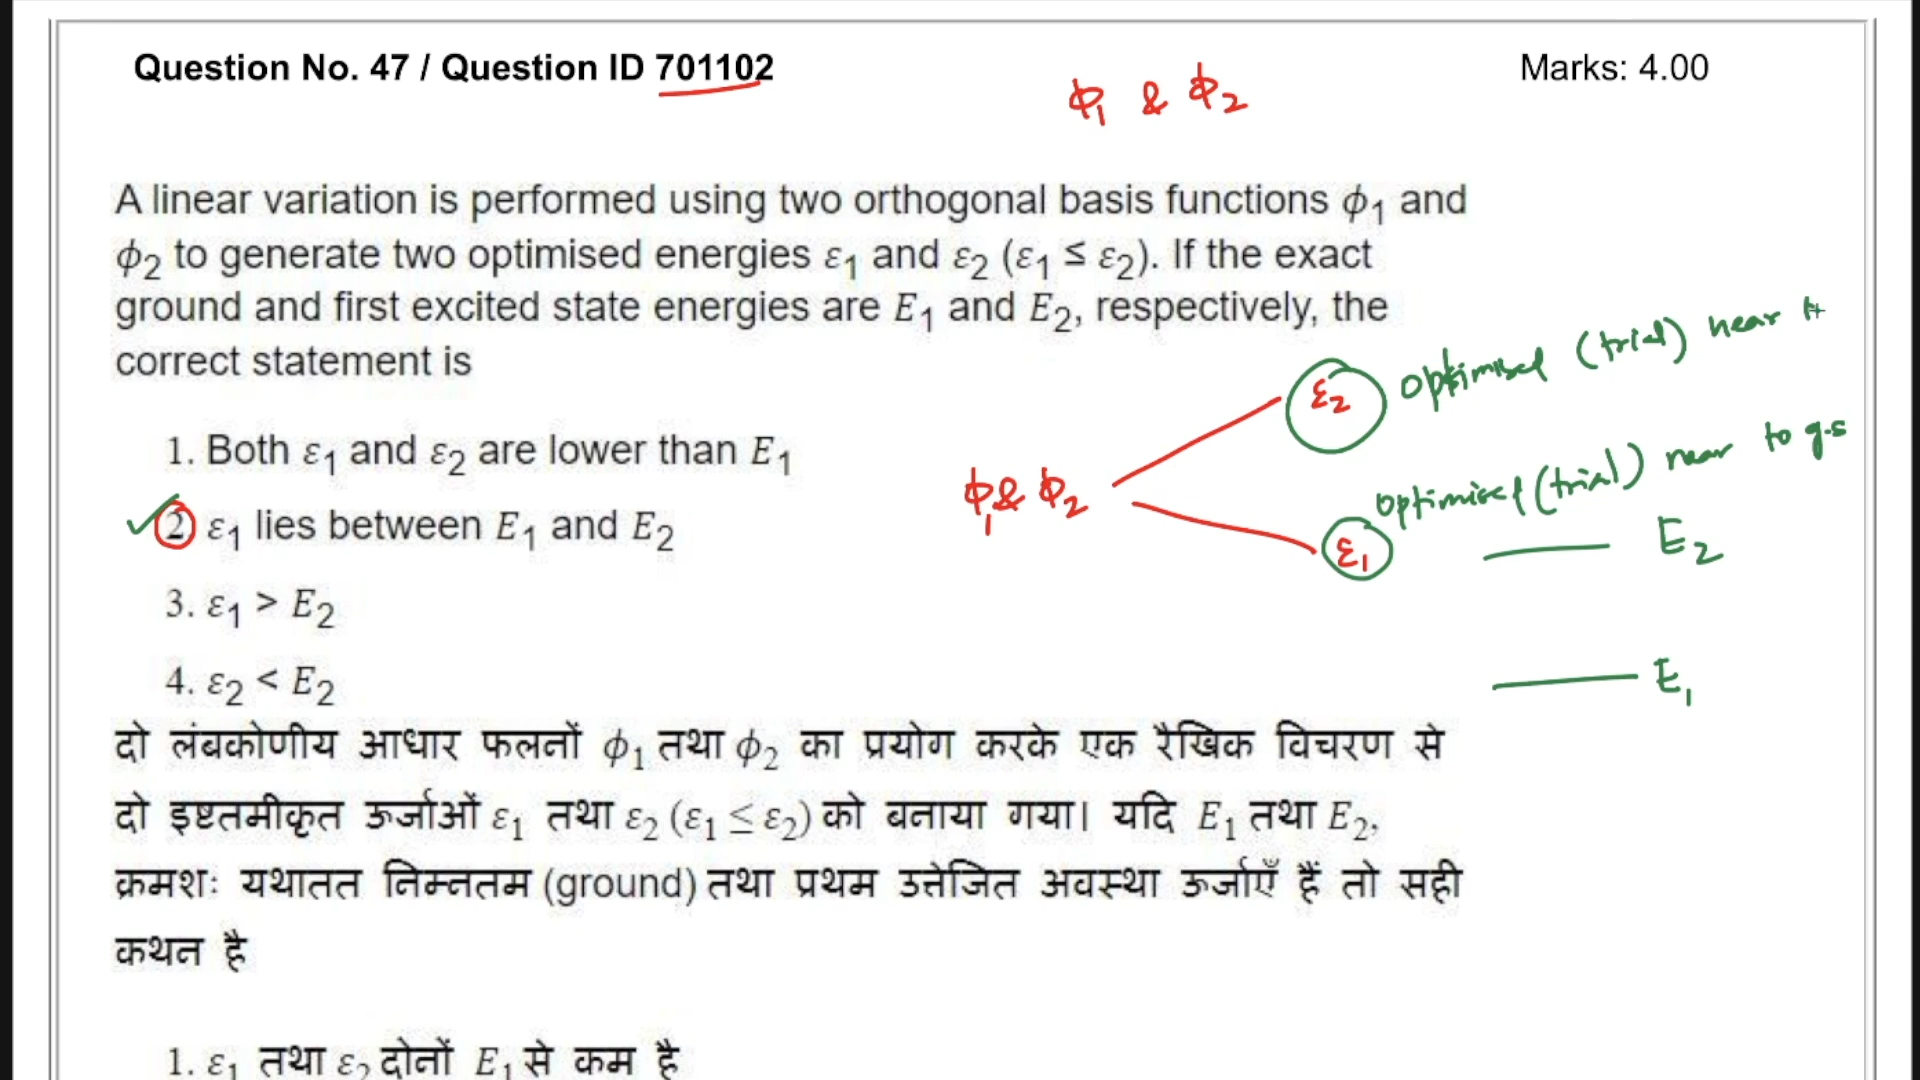 Question No. 47 / Question ID 701102
Marks: 4.00
ϕ1 & ϕ2
A linear variation is performed using two orthogonal basis functions ϕ1 and
ϕ2 to generate two optimised energies ε1 and ε2 (ε1 ≤ ε2). If the exact
ground and first excited state energies are E1 and E2, respectively, the
correct statement is
1. Both ε1 and ε2 are lower than E1
2. ε1 lies between E1 and E2
3. ε1 > E2
4. ε2 < E2
ε2 optimised (trial) near
ϕ1 & ϕ2
optimised (trial) near to g.s
ε1
E2
E1
दो लंबकोणीय आधार फलनों ϕ1 तथा ϕ2 का प्रयोग करके एक रैखिक विचरण से
दो इष्टतमीकृत ऊर्जाओं ε1 तथा ε2 (ε1 ≤ ε2) को बनाया गया। यदि E1 तथा E2,
क्रमशः यथातत निम्नतम (ground) तथा प्रथम उत्तेजित अवस्था ऊर्जाएँ हैं तो सही
कथन है
1. ε1 तथा ε2 दोनों E1 से कम है